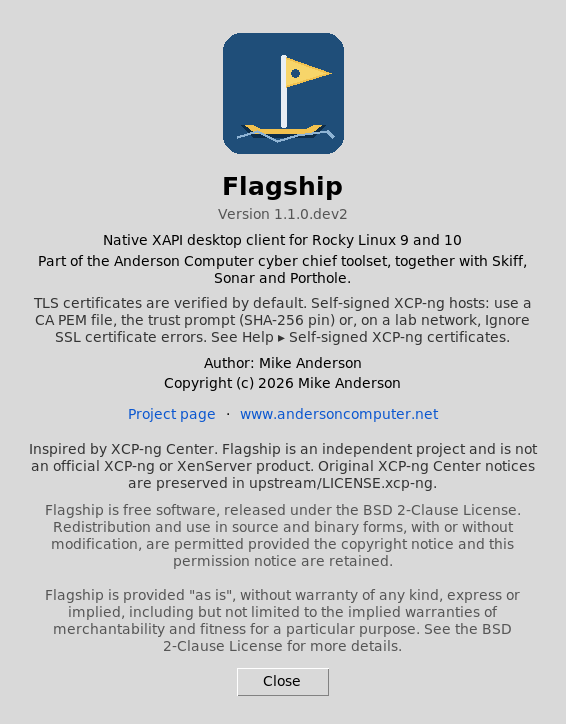 Flagship
Version 1.1.0.dev2
Native XAPI desktop client for Rocky Linux 9 and 10
Part of the Anderson Computer cyber chief toolset, together with Skiff,
Sonar and Porthole.
TLS certificates are verified by default. Self-signed XCP-ng hosts: use a
CA PEM file, the trust prompt (SHA-256 pin) or, on a lab network, Ignore
SSL certificate errors. See Help ▸ Self-signed XCP-ng certificates.
Author: Mike Anderson
Copyright (c) 2026 Mike Anderson
Project page · www.andersoncomputer.net
Inspired by XCP-ng Center. Flagship is an independent project and is not
an official XCP-ng or XenServer product. Original XCP-ng Center notices
are preserved in upstream/LICENSE.xcp-ng.
Flagship is free software, released under the BSD 2-Clause License.
Redistribution and use in source and binary forms, with or without
modification, are permitted provided the copyright notice and this
permission notice are retained.
Flagship is provided "as is", without warranty of any kind, express or
implied, including but not limited to the implied warranties of
merchantability and fitness for a particular purpose. See the BSD
2-Clause License for more details.
Close